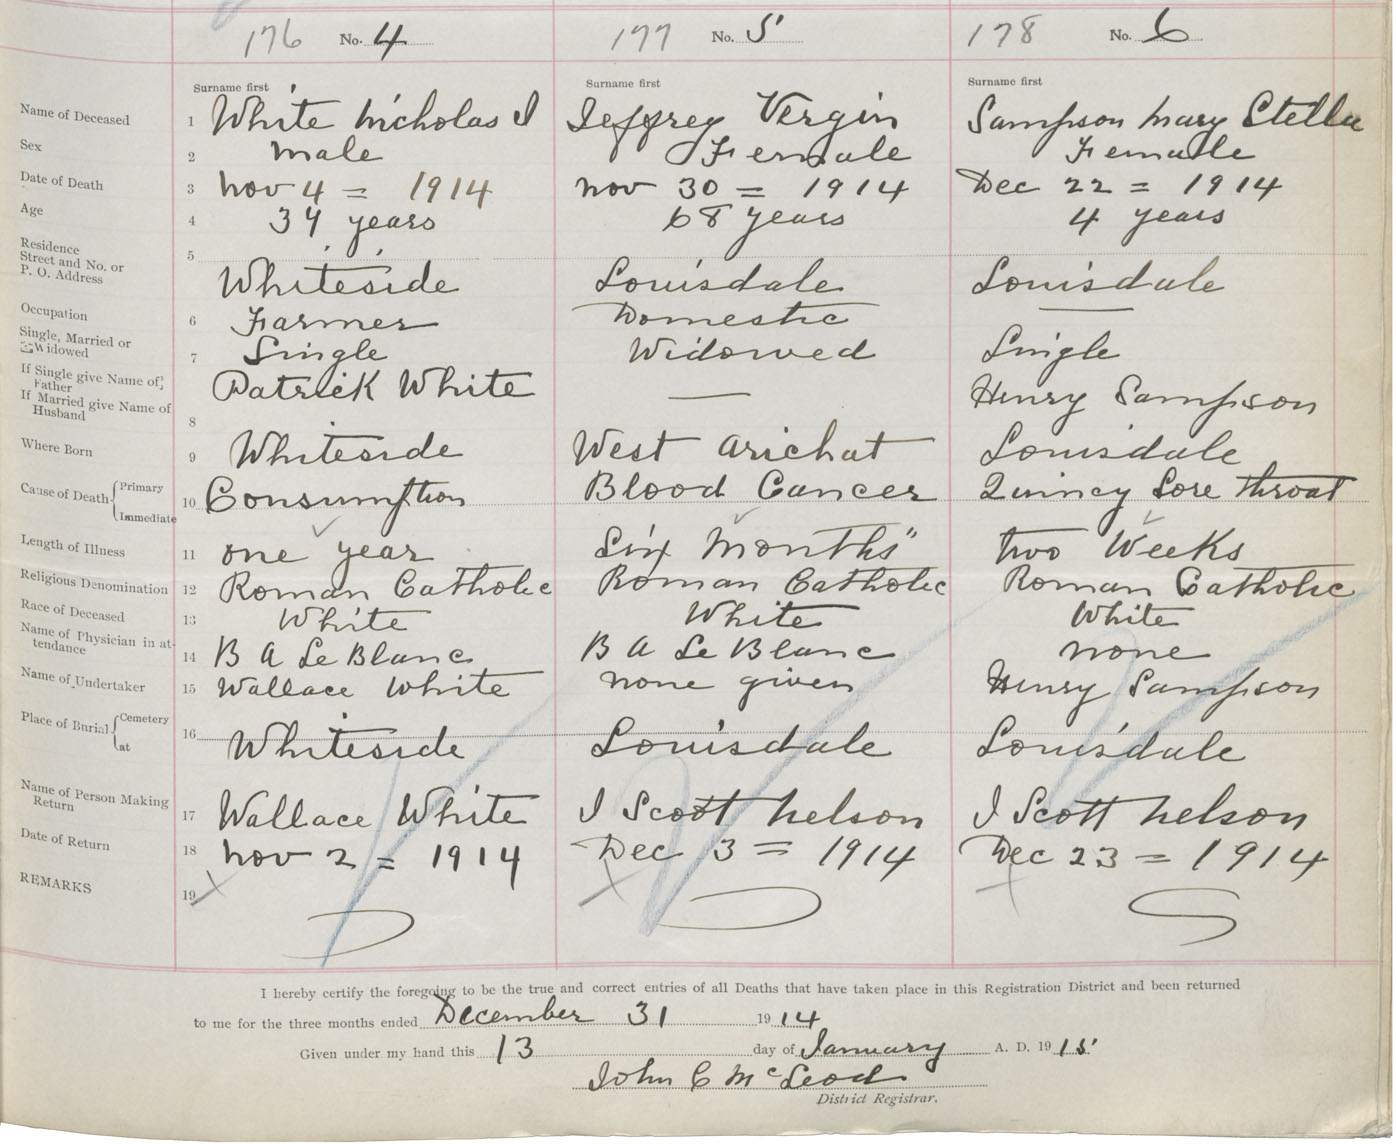 176 No. 4 177 No. 5 178 No. 6
Surname first Surname first Surname first
Name of Deceased 1 White Nicholas J Jeffrey Vergin Sampson Mary Stella
Sex 2 Male Female Female
Date of Death 3 Nov 4 = 1914 Nov 30 = 1914 Dec 22 = 1914
Age 4 34 years 68 years 4 years
Residence
Street and No. or
P. O. Address 5 Whiteside Louisdale Louisdale
Occupation 6 Farmer Domestic —
Single, Married or
Widowed 7 Single Widowed Single
If Single give Name of
Father
If Married give Name of
Husband 8 Patrick White — Henry Sampson
Where Born 9 Whiteside West Arichat Louisdale
Cause of Death { Primary
Immediate 10 Consumption Blood Cancer Quincy Sore throat
Length of Illness 11 one year Six Months" two Weeks
Religious Denomination 12 Roman Catholic Roman Catholic Roman Catholic
Race of Deceased 13 White White White
Name of Physician in at-
tendance 14 B A Le Blanc B A Le Blanc none
Name of Undertaker 15 Wallace White none given Henry Sampson
Place of Burial { Cemetery
at 16 Whiteside Louisdale Louisdale
Name of Person Making
Return 17 Wallace White J Scott Nelson J Scott Nelson
Date of Return 18 Nov 2 = 1914 Dec 3 = 1914 Dec 23 = 1914
REMARKS 19
I hereby certify the foregoing to be the true and correct entries of all Deaths that have taken place in this Registration District and been returned
to me for the three months ended December 31 1914
Given under my hand this 13 day of January A. D. 1915
John C McLeod
District Registrar.